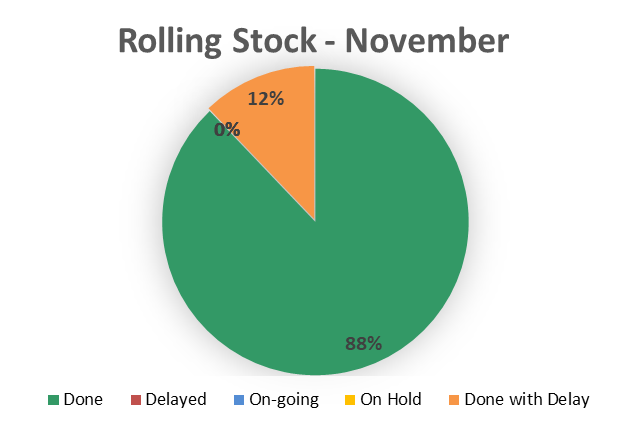 Rolling Stock - November
12%
0%
88%
Done Delayed On-going On Hold Done with Delay